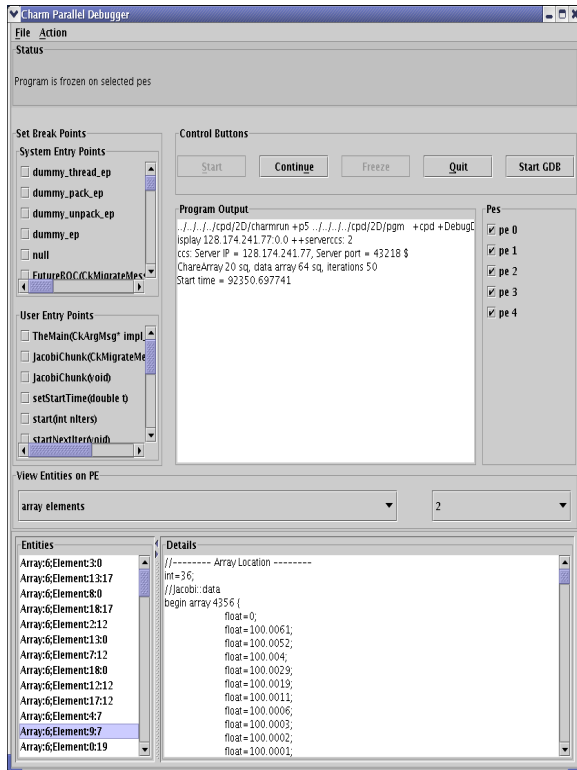 Charm Parallel Debugger
File Action
Status
Program is frozen on selected pes
Set Break Points
System Entry Points
dummy_thread_ep
dummy_pack_ep
dummy_unpack_ep
dummy_ep
null
FutureBOC(CkMigrateMes
User Entry Points
TheMain(CkArgMsg* impl_
JacobiChunk(CkMigrateMe
JacobiChunk(void)
setStartTime(double t)
start(int nIters)
startNextIter(void)
Control Buttons
Start Continue Freeze Quit Start GDB
Program Output
../../../../cpd/2D/charmrun +p5 ../../../../cpd/2D/pgm +cpd +DebugD
isplay 128.174.241.77:0.0 ++serverccs: 2
ccs: Server IP = 128.174.241.77, Server port = 43218 $
ChareArray 20 sq, data array 64 sq, iterations 50
Start time = 92350.697741
Pes
pe 0
pe 1
pe 2
pe 3
pe 4
View Entities on PE
array elements 2
Entities
Array:6;Element:3:0
Array:6;Element:13:17
Array:6;Element:8:0
Array:6;Element:18:17
Array:6;Element:2:12
Array:6;Element:13:0
Array:6;Element:7:12
Array:6;Element:18:0
Array:6;Element:12:12
Array:6;Element:17:12
Array:6;Element:4:7
Array:6;Element:9:7
Array:6;Element:0:19
Details
//-------- Array Location --------
int=36;
//Jacobi::data
begin array 4356 {
float=0;
float=100.0061;
float=100.0052;
float=100.004;
float=100.0029;
float=100.0019;
float=100.0011;
float=100.0006;
float=100.0003;
float=100.0002;
float=100.0001;